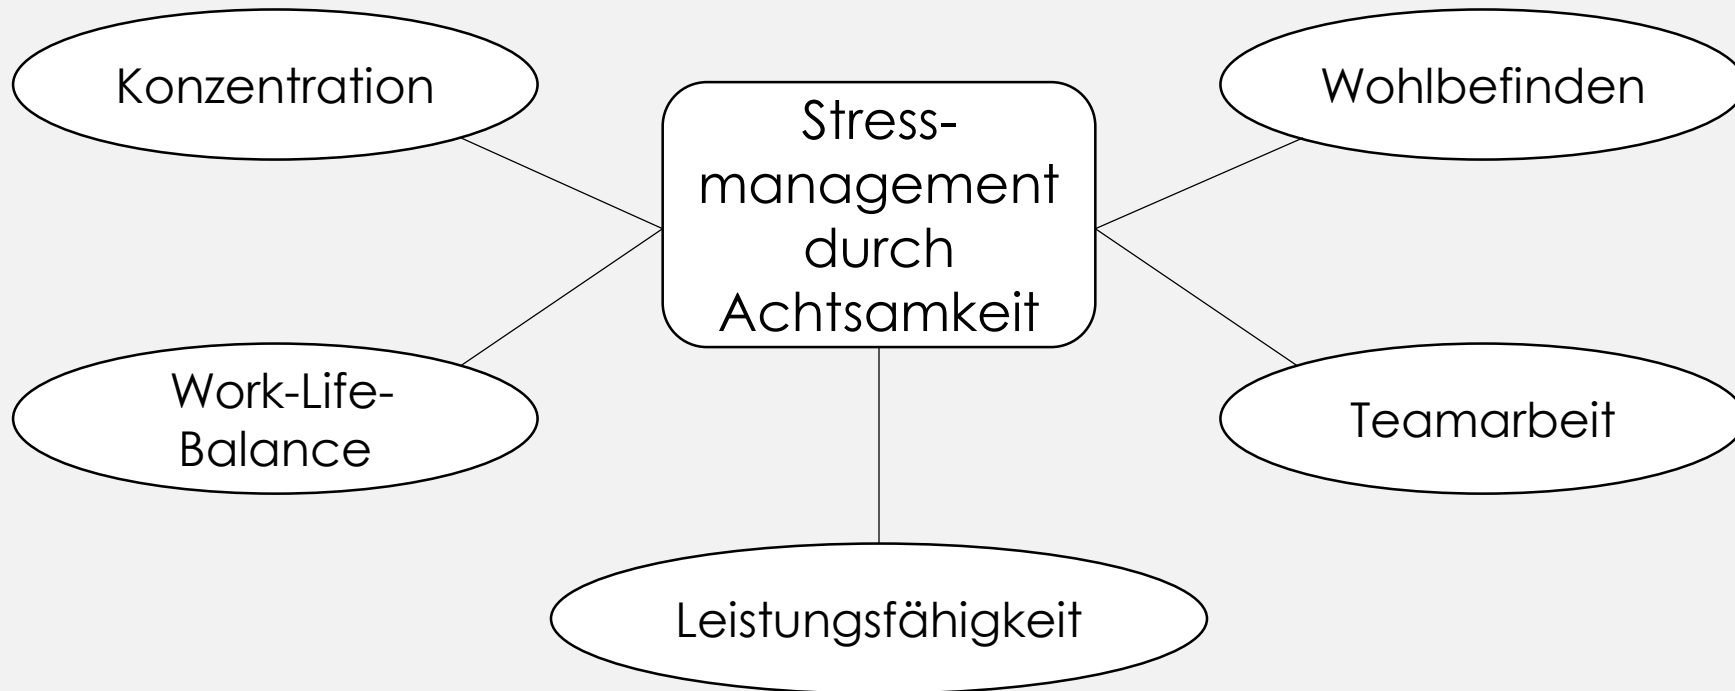 Konzentration
Wohlbefinden
Stress-
management
durch
Achtsamkeit
Work-Life-
Balance
Teamarbeit
Leistungsfähigkeit